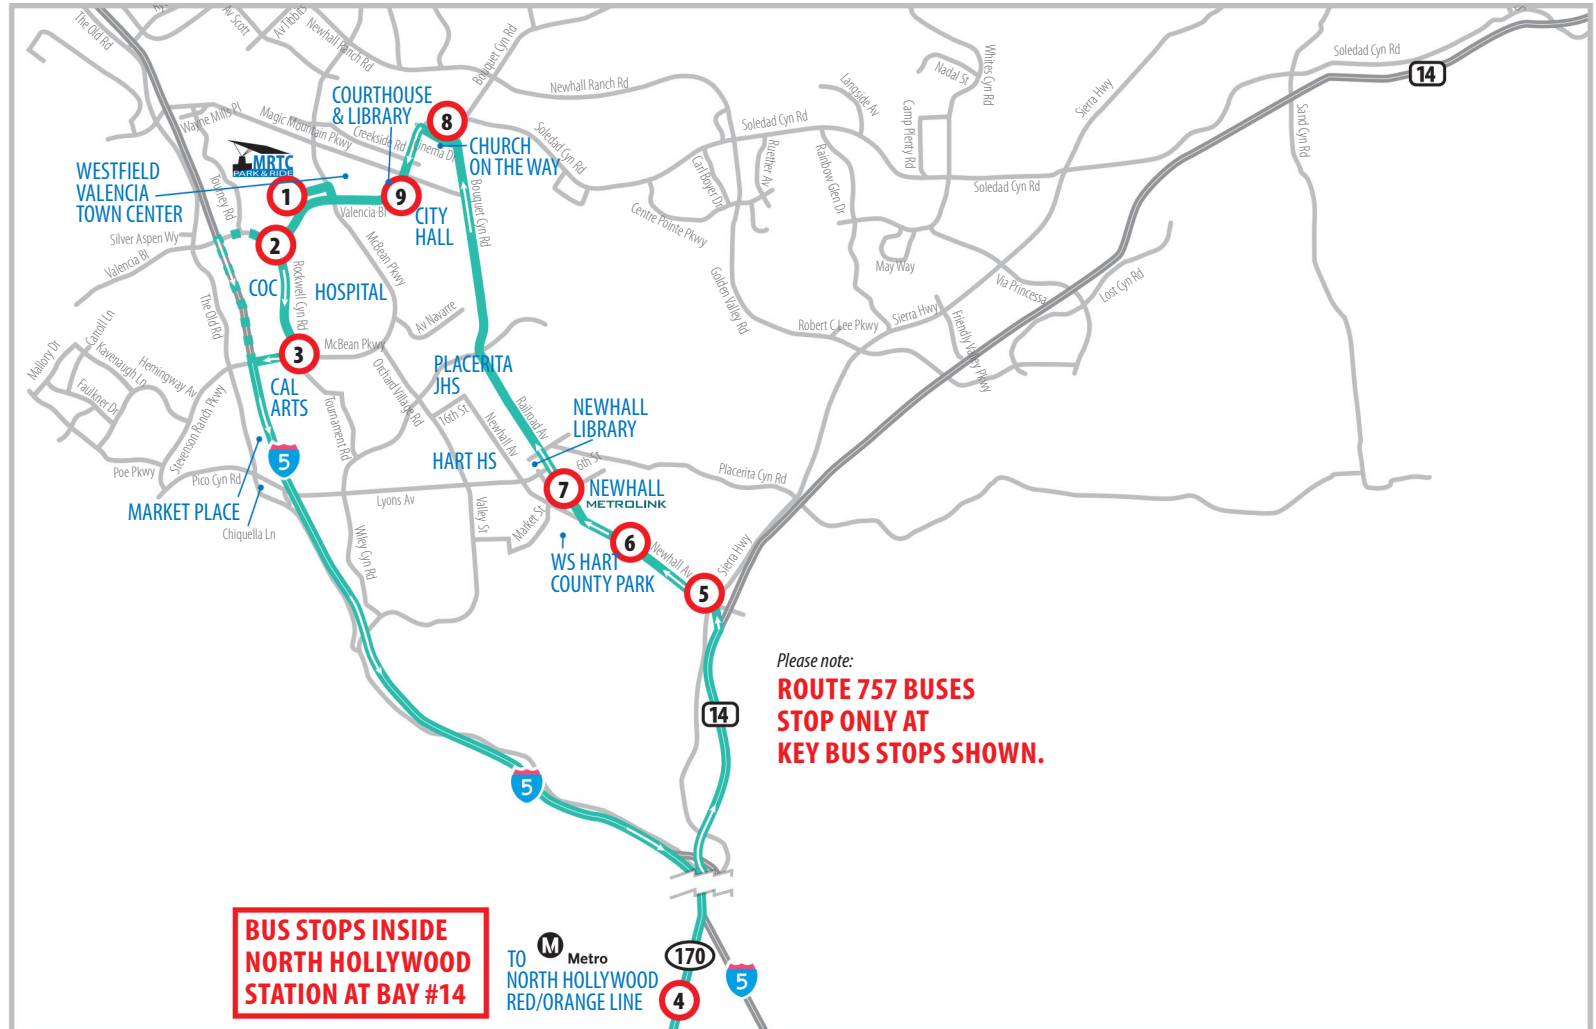 The Old Rd
Av Scott
Av Tibbits
Newhall Ranch Rd
Bouquet Cyn Rd
Newhall Ranch Rd
Whites Cyn Rd
Nadal St
Langside Av
Camp Plenty Rd
Sierra Hwy
Soledad Cyn Rd
14
Sand Cyn Rd
Wayne Mills Pl
Magic Mountain Pkwy
COURTHOUSE
& LIBRARY
Creekside Rd
Cinema Dr
8
CHURCH
ON THE WAY
Soledad Cyn Rd
Soledad Cyn Rd
Soledad Cyn Rd
Carl Boyer Dr
Ruether Av
Rainbow Glen Dr
MRTC
PARK & RIDE
WESTFIELD
VALENCIA
TOWN CENTER
1
9
CITY
HALL
Valencia Bl
Tourney Rd
Silver Aspen Wy
Valencia Bl
2
McBean Pkwy
Bouquet Cyn Rd
Centre Pointe Pkwy
Golden Valley Rd
May Way
Via Princessa
Lost Cyn Rd
Robert C Lee Pkwy
Sierra Hwy
Friendly Valley Pkwy
COC
Rockwell Cyn Rd
HOSPITAL
The Old Rd
Av Navarre
McBean Pkwy
3
CAL
ARTS
Mallory Dr
Carroll Ln
Kavenaugh Ln
Hemingway Av
Faulkner Dr
Stevenson Ranch Pkwy
Poe Pkwy
Pico Cyn Rd
Orchard Village Rd
Tournament Rd
PLACERITA
JHS
16th St
Newhall Av
Railroad Av
NEWHALL
LIBRARY
HART HS
6th St
Placerita Cyn Rd
5
MARKET PLACE
Chiquella Ln
Lyons Av
Wiley Cyn Rd
Valley St
Market St
7
NEWHALL
METROLINK
6
WS HART
COUNTY PARK
Newhall Av
Sierra Hwy
5
Please note:
ROUTE 757 BUSES
STOP ONLY AT
KEY BUS STOPS SHOWN.
14
5
BUS STOPS INSIDE
NORTH HOLLYWOOD
STATION AT BAY #14
M
Metro
TO
NORTH HOLLYWOOD
RED/ORANGE LINE
170
4
5